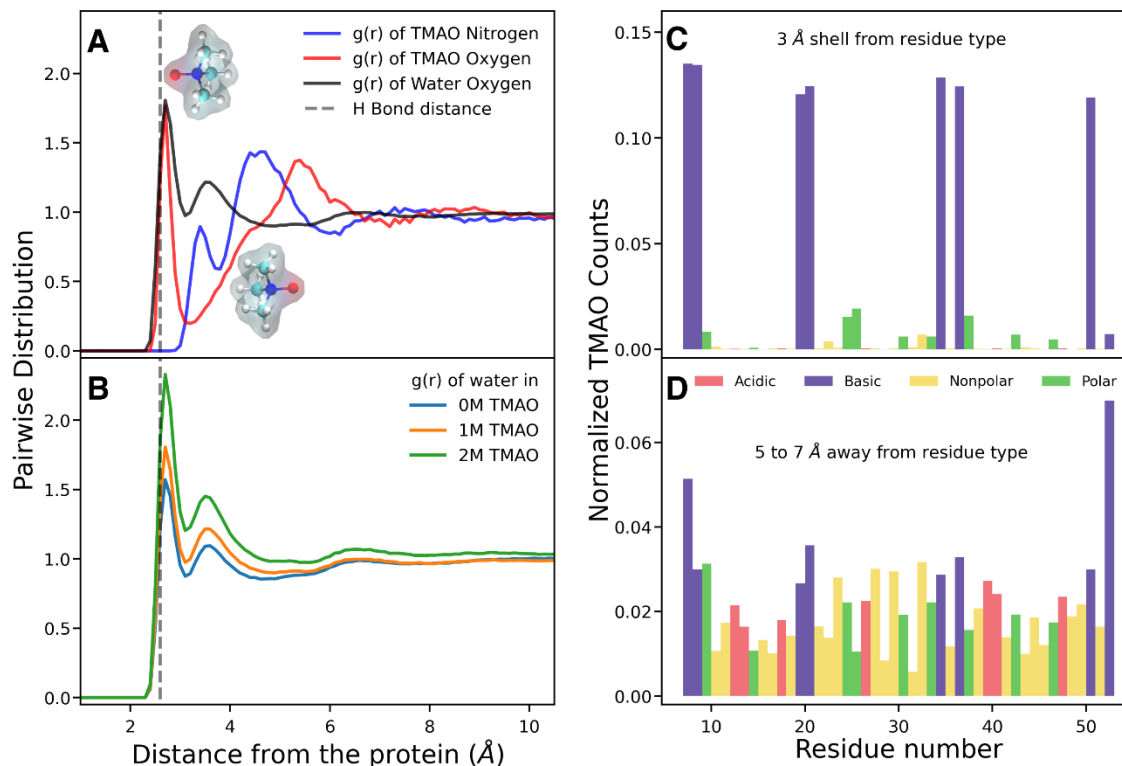 A
g(r) of TMAO Nitrogen
g(r) of TMAO Oxygen
g(r) of Water Oxygen
H Bond distance
2.0
1.5
1.0
0.5
0.0
B
g(r) of water in
0M TMAO
1M TMAO
2M TMAO
2.0
1.5
1.0
0.5
0.0
2 4 6 8 10
Pairwise Distribution
Distance from the protein (Å)
C
3 Å shell from residue type
0.15
0.10
0.05
0.00
D
Acidic Basic Nonpolar Polar
5 to 7 Å away from residue type
0.06
0.04
0.02
0.00
10 20 30 40 50
Normalized TMAO Counts
Residue number